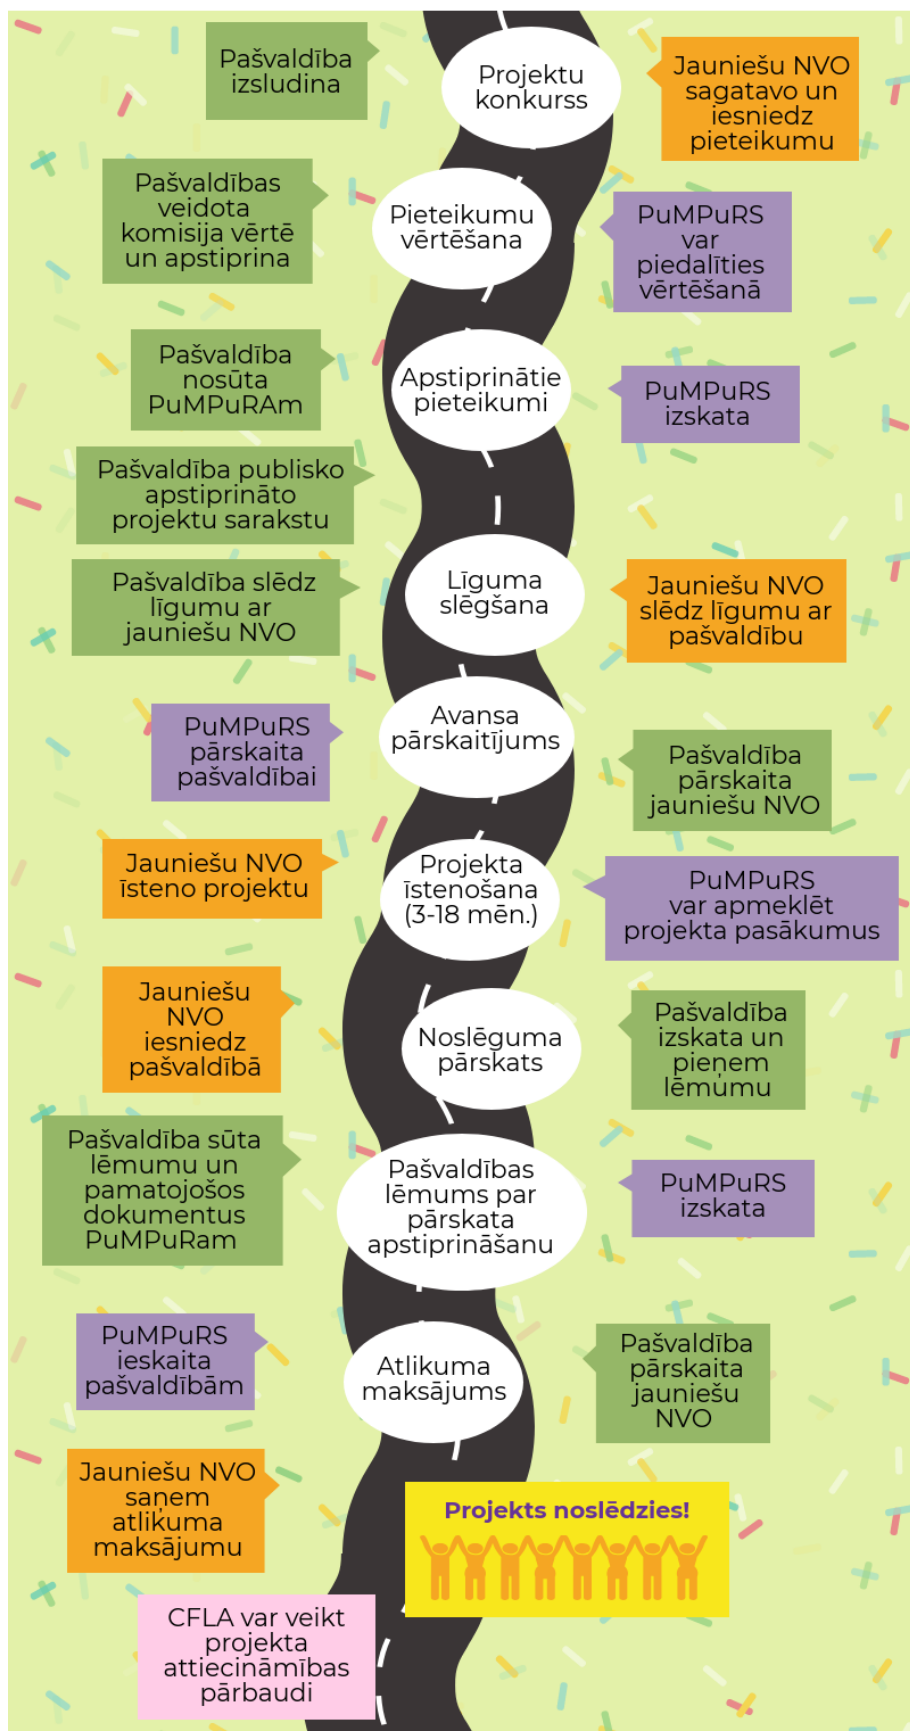 Pašvaldība
izsludina
Projektu
konkurss
Jauniešu NVO
sagatavo un
iesniedz
pieteikumu
Pašvaldības
veidota
komisija vērtē
un apstiprina
Pieteikumu
vērtēšana
PuMPuRS
var
piedalīties
vērtēšanā
Pašvaldība
nosūta
PuMPuRAm
Apstiprinātie
pieteikumi
PuMPuRS
izskata
Pašvaldība publisko
apstiprināto
projektu sarakstu
Pašvaldība slēdz
līgumu ar
jauniešu NVO
Līguma
slēgšana
Jauniešu NVO
slēdz līgumu ar
pašvaldību
PuMPuRS
pārskaita
pašvaldībai
Avansa
pārskaitījums
Pašvaldība
pārskaita
jauniešu NVO
Jauniešu NVO
īsteno projektu
Projekta
īstenošana
(3-18 mēn.)
PuMPuRS
var apmeklēt
projekta pasākumus
Jauniešu
NVO
iesniedz
pašvaldībā
Noslēguma
pārskats
Pašvaldība
izskata un
pieņem
lēmumu
Pašvaldība sūta
lēmumu un
pamatojošos
dokumentus
PuMPuRam
Pašvaldības
lēmums par
pārskata
apstiprināšanu
PuMPuRS
izskata
PuMPuRS
ieskaita
pašvaldībām
Atlikuma
maksājums
Pašvaldība
pārskaita
jauniešu
NVO
Jauniešu NVO
saņem
atlikuma
maksājumu
Projekts noslēdzies!
CFLA var veikt
projekta
attiecināmības
pārbaudi